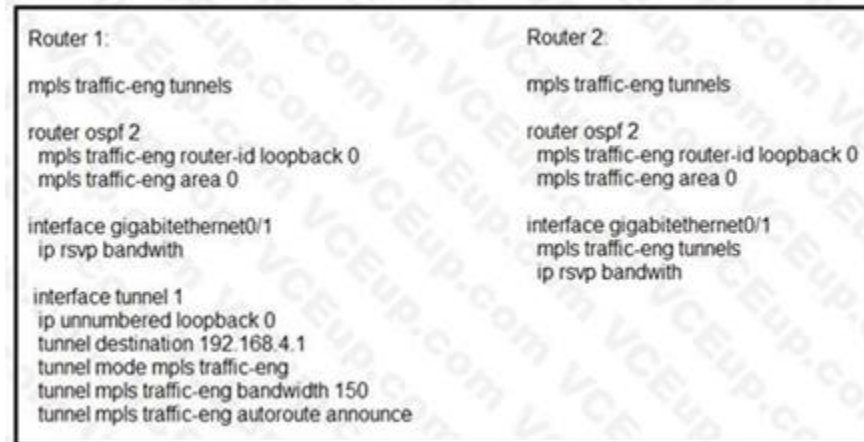 Router 1:
mpls traffic-eng tunnels
router ospf 2
mpls traffic-eng router-id loopback 0
mpls traffic-eng area 0
interface gigabitethernet0/1
ip rsvp bandwith
interface tunnel 1
ip unnumbered loopback 0
tunnel destination 192.168.4.1
tunnel mode mpls traffic-eng
tunnel mpls traffic-eng bandwidth 150
tunnel mpls traffic-eng autoroute announce
Router 2:
mpls traffic-eng tunnels
router ospf 2
mpls traffic-eng router-id loopback 0
mpls traffic-eng area 0
interface gigabitethernet0/1
mpls traffic-eng tunnels
ip rsvp bandwith
VCEup.com